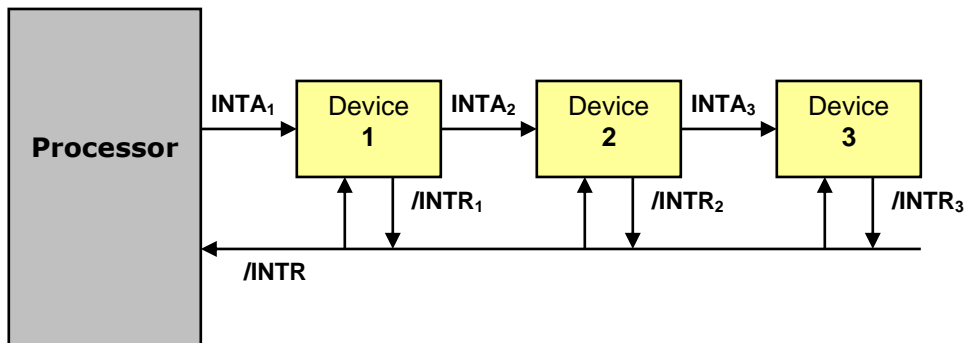 INTA₁
Device
1
INTA₂
Device
2
INTA₃
Device
3
Processor
/INTR₁
/INTR₂
/INTR₃
/INTR